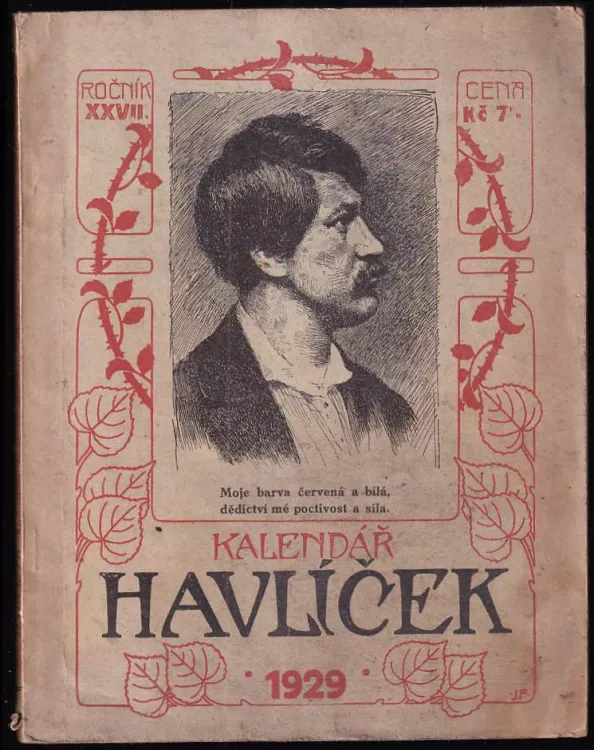 ROČNÍK
XXVII.
CENA
Kč 7'-
Moje barva červená a bílá,
dědictví mé poctivost a síla.
KALENDÁŘ
HAVLÍČEK
· 1929 ·
JF